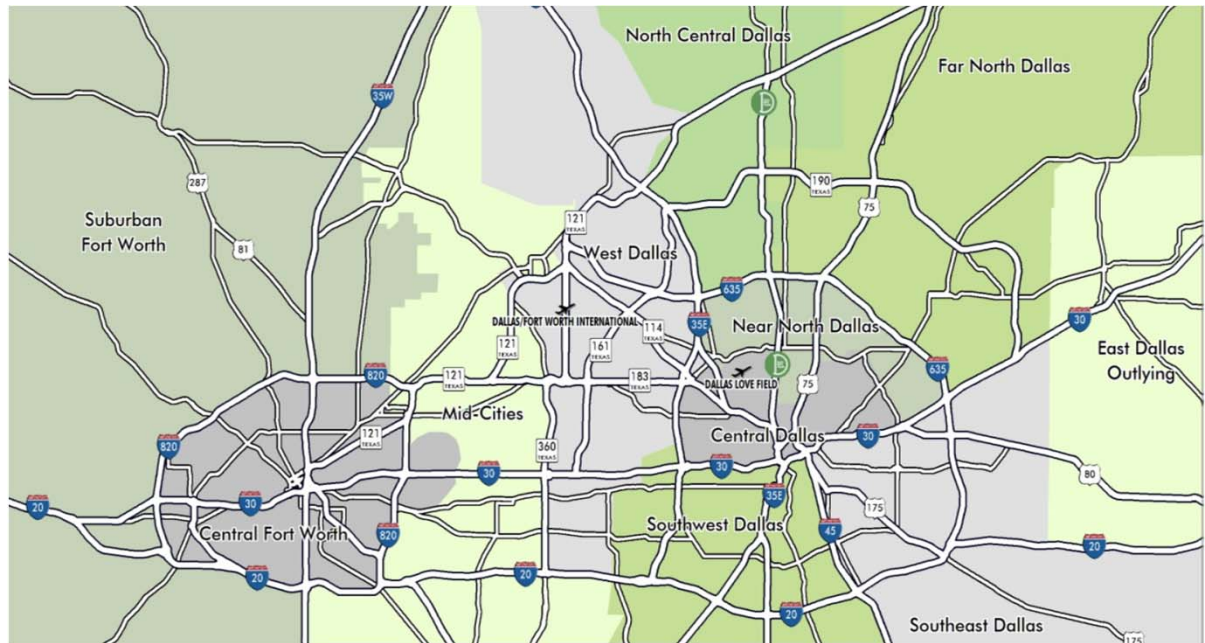 North Central Dallas
Far North Dallas
35W
287
190
TEXAS
75
Suburban
Fort Worth
121
TEXAS
81
West Dallas
635
DALLAS/FORT WORTH INTERNATIONAL
114
TEXAS
35E
Near North Dallas
30
121
TEXAS
161
TEXAS
East Dallas
Outlying
820
121
TEXAS
183
TEXAS
DALLAS LOVE FIELD
75
635
Mid-Cities
820
121
TEXAS
360
TEXAS
Central Dallas
30
30
30
80
20
30
35E
175
Central Fort Worth
820
Southwest Dallas
45
20
20
20
20
Southeast Dallas
175